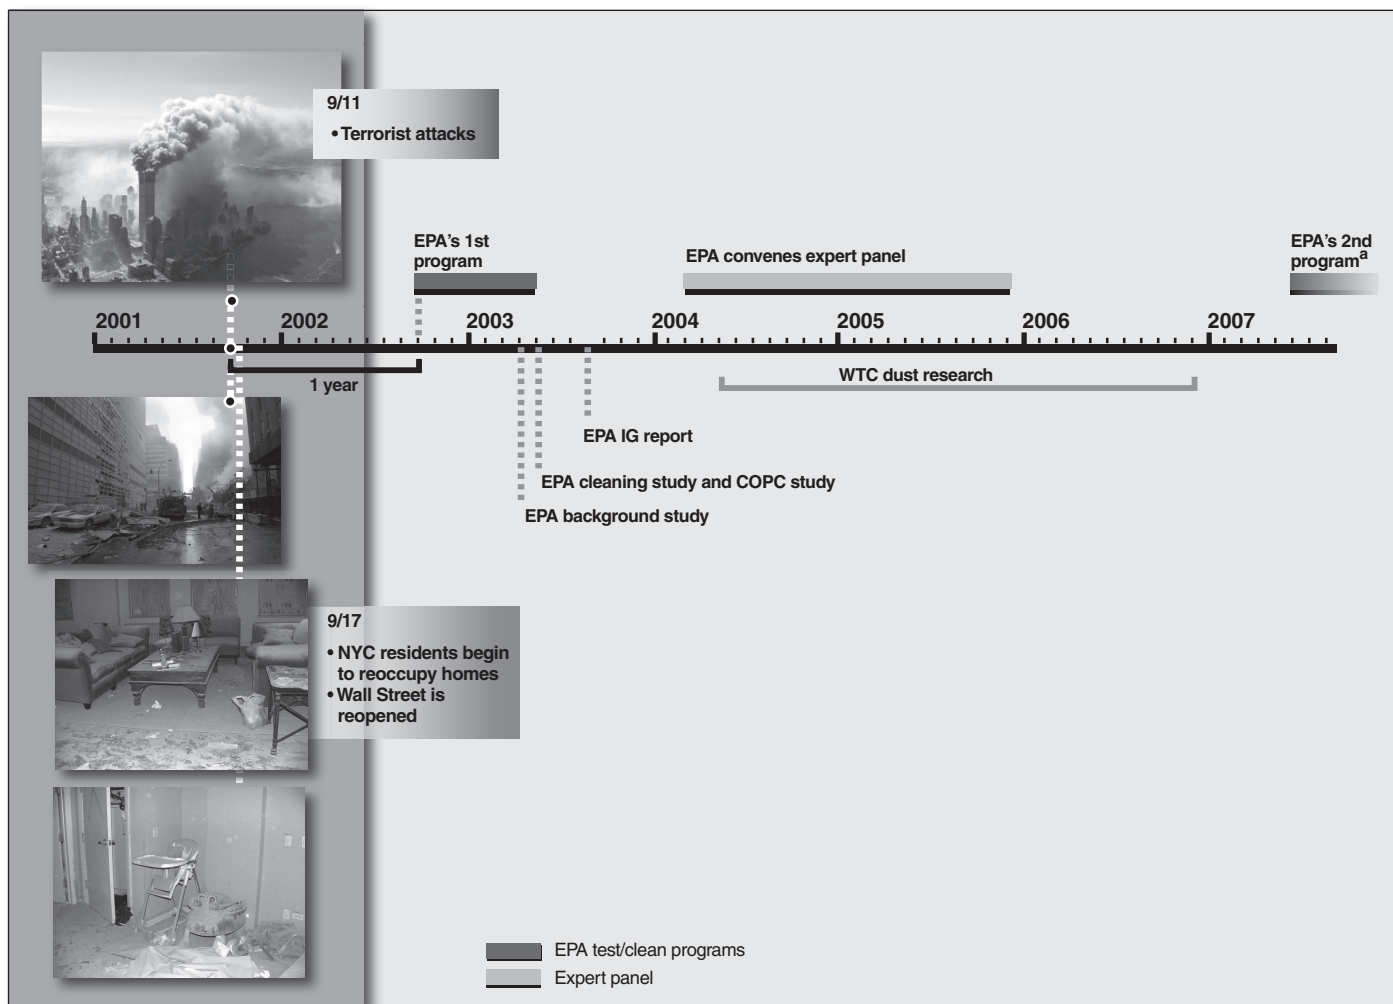 9/11
• Terrorist attacks
EPA's 1st
program
EPA convenes expert panel
EPA's 2nd
programa
2001
2002
2003
2004
2005
2006
2007
1 year
WTC dust research
EPA IG report
EPA cleaning study and COPC study
EPA background study
9/17
• NYC residents begin
to reoccupy homes
• Wall Street is
reopened
EPA test/clean programs
Expert panel